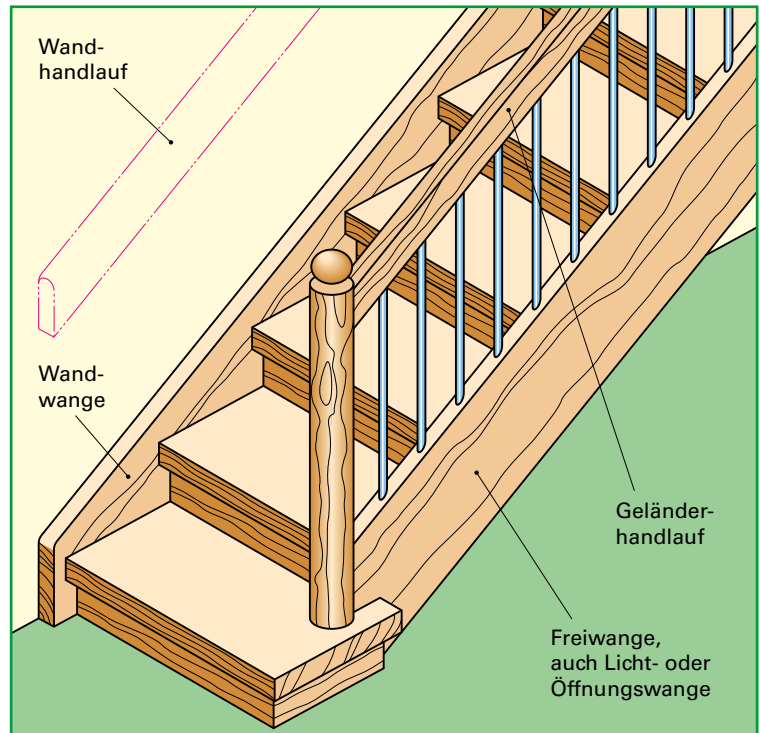 Wand-
handlauf
Wand-
wange
Geländer-
handlauf
Freiwange,
auch Licht- oder
Öffnungswange